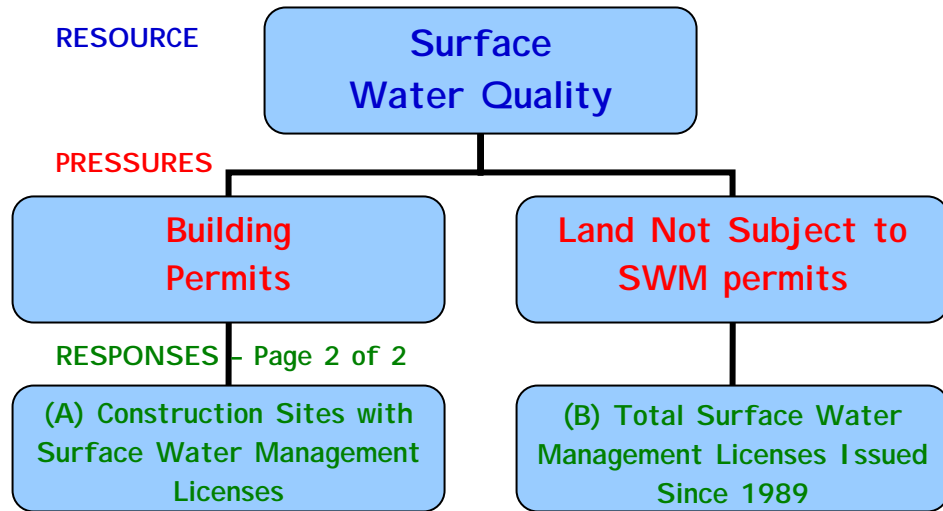 RESOURCE
Surface
Water Quality
PRESSURES
Building
Permits
Land Not Subject to
SWM permits
RESPONSES – Page 2 of 2
(A) Construction Sites with
Surface Water Management
Licenses
(B) Total Surface Water
Management Licenses Issued
Since 1989